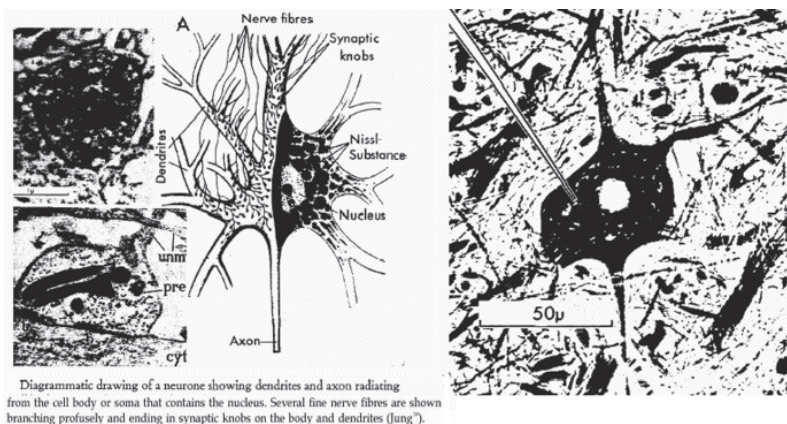 A
Nerve fibres
Synaptic
knobs
Dendrites
Nissl-
Substance
Nucleus
unm
pre
Axon
cyt
50μ
Diagrammatic drawing of a neurone showing dendrites and axon radiating
from the cell body or soma that contains the nucleus. Several fine nerve fibres are shown
branching profusely and ending in synaptic knobs on the body and dendrites (Jung